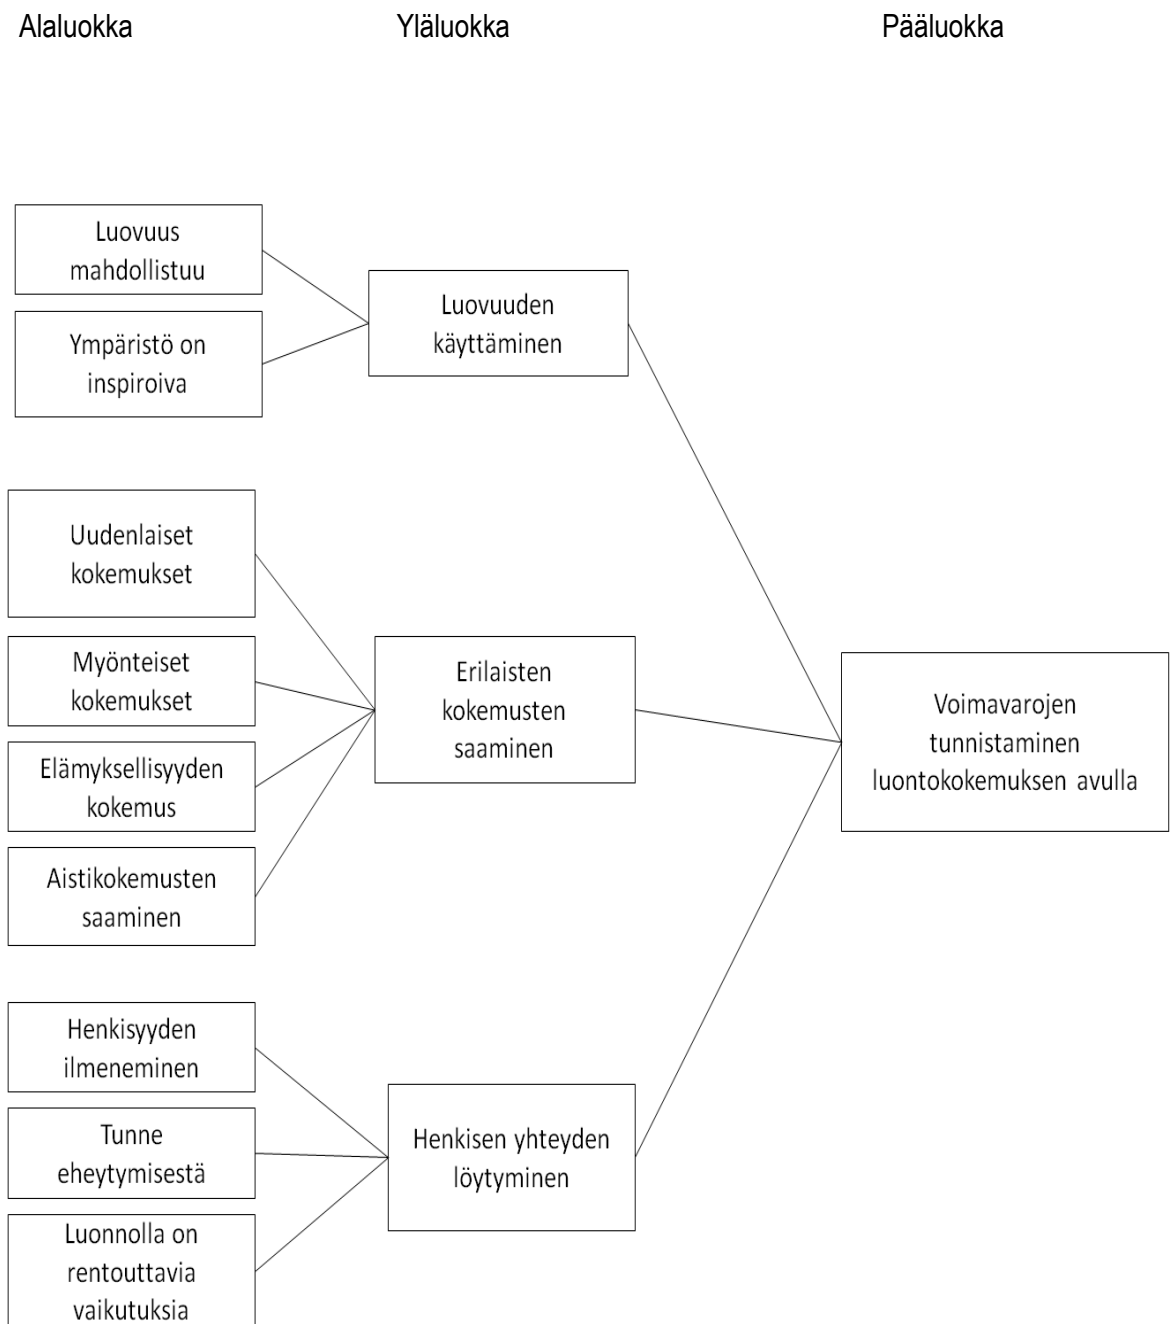 Alaluokka Yläluokka Pääluokka
Luovuus
mahdollistuu
Ympäristö on
inspiroiva
Luovuuden
käyttäminen
Uudenlaiset
kokemukset
Myönteiset
kokemukset
Elämyksellisyyden
kokemus
Aistikokemusten
saaminen
Erilaisten
kokemusten
saaminen
Voimavarojen
tunnistaminen
luontokokemuksen avulla
Henkisyyden
ilmeneminen
Tunne
eheytymisestä
Luonnolla on
rentouttavia
vaikutuksia
Henkisen yhteyden
löytyminen